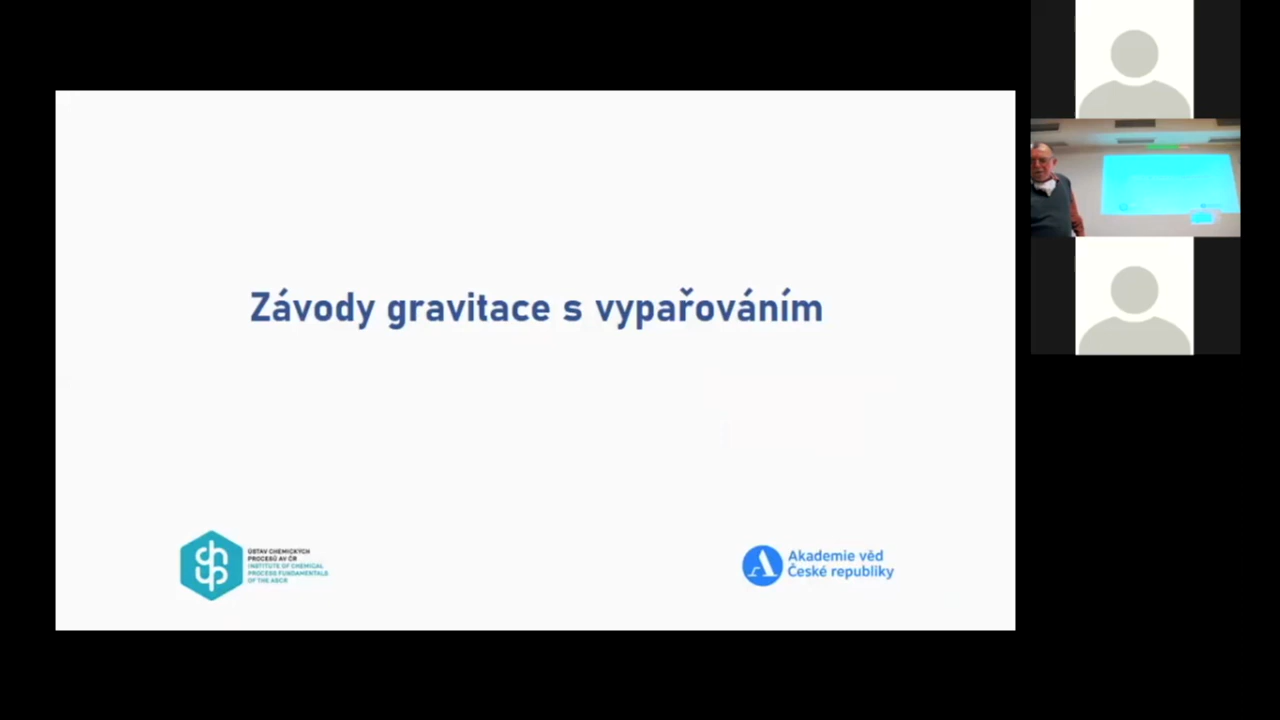 Závody gravitace s vypařováním
ÚSTAV CHEMICKÝCH
PROCESŮ AV ČR
INSTITUTE OF CHEMICAL
PROCESS FUNDAMENTALS
OF THE ASCR
Akademie věd
České republiky